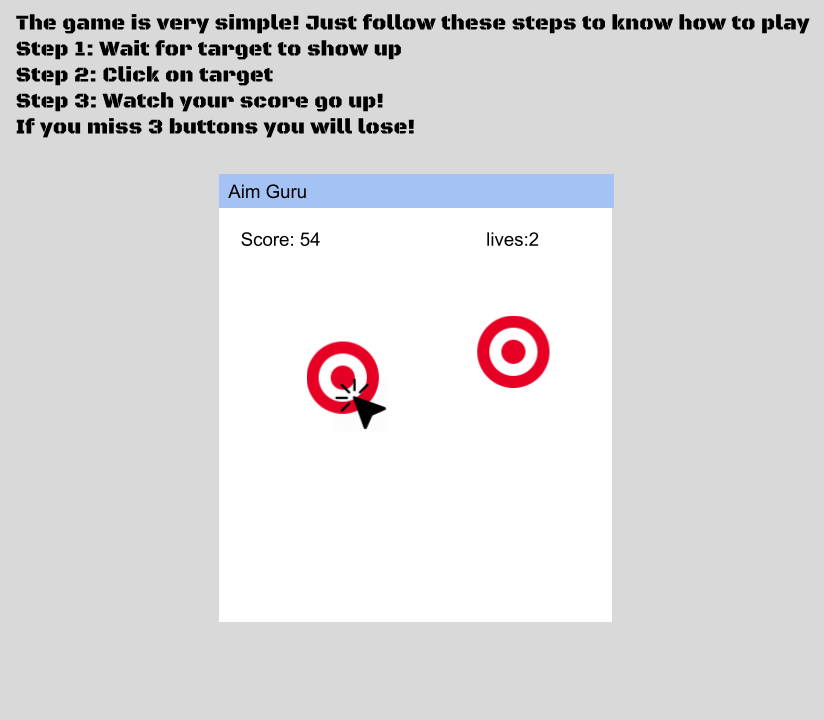 The game is very simple! Just follow these steps to know how to play
Step 1: Wait for target to show up
Step 2: Click on target
Step 3: Watch your score go up!
If you miss 3 buttons you will lose!
Aim Guru
Score: 54 lives:2